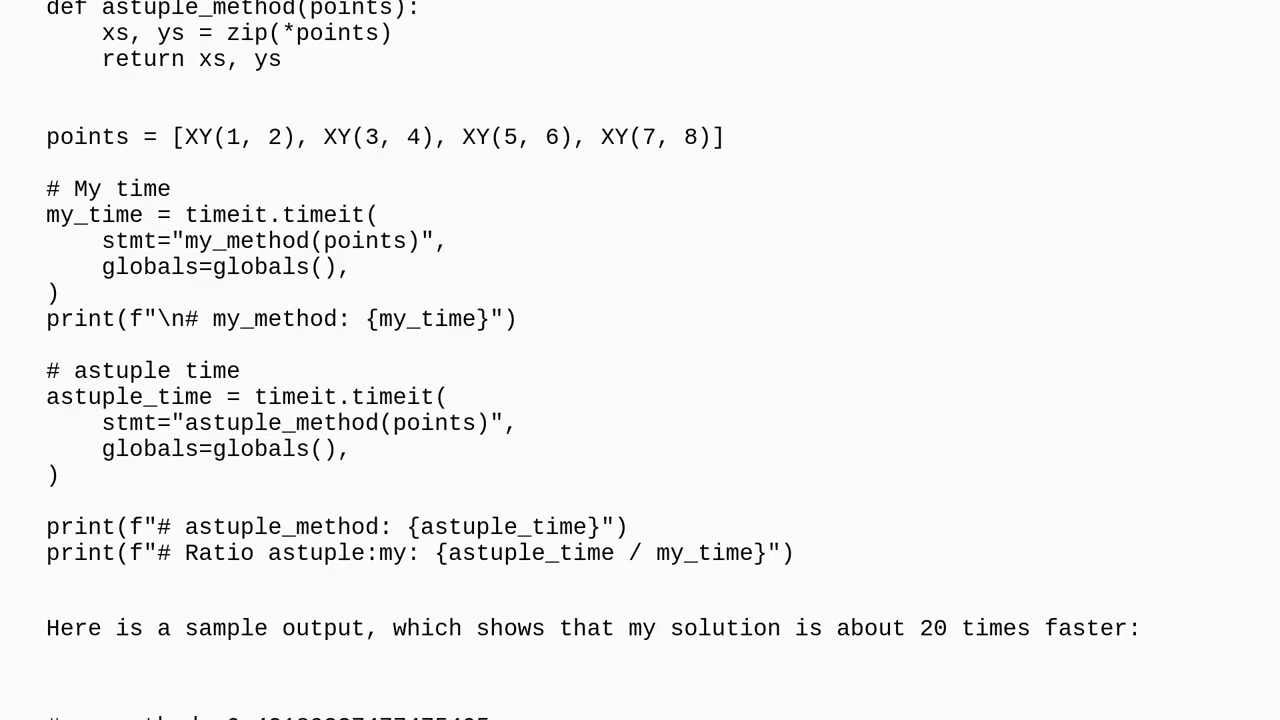 def astuple_method(points):
    xs, ys = zip(*points)
    return xs, ys
points = [XY(1, 2), XY(3, 4), XY(5, 6), XY(7, 8)]
# My time
my_time = timeit.timeit(
    stmt="my_method(points)",
    globals=globals(),
)
print(f"\n# my_method: {my_time}")
# astuple time
astuple_time = timeit.timeit(
    stmt="astuple_method(points)",
    globals=globals(),
)
print(f"# astuple_method: {astuple_time}")
print(f"# Ratio astuple:my: {astuple_time / my_time}")
Here is a sample output, which shows that my solution is about 20 times faster: